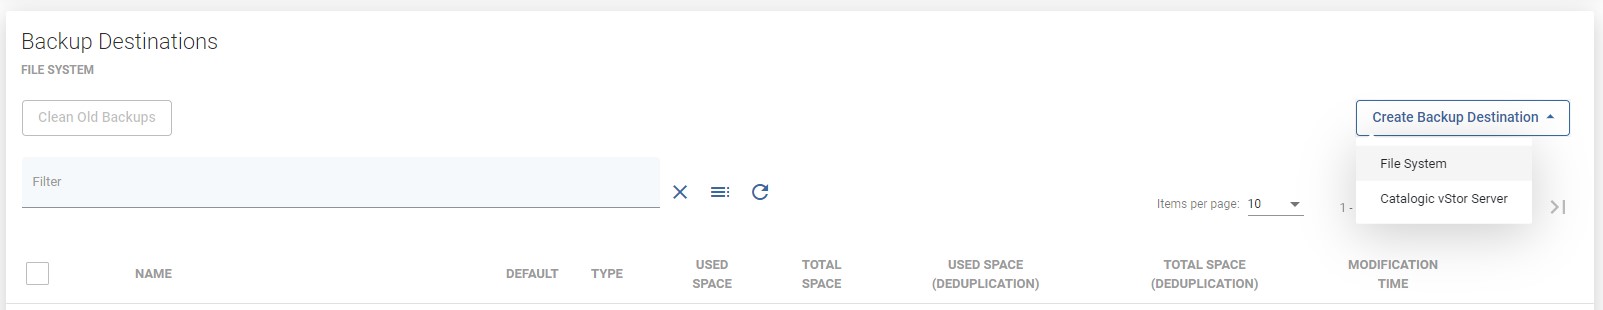 Backup Destinations
FILE SYSTEM
Clean Old Backups
Create Backup Destination
File System
Catalogic vStor Server
Filter
Items per page: 10
1 -
NAME
DEFAULT
TYPE
USED
SPACE
TOTAL
SPACE
USED SPACE
(DEDUPLICATION)
TOTAL SPACE
(DEDUPLICATION)
MODIFICATION
TIME